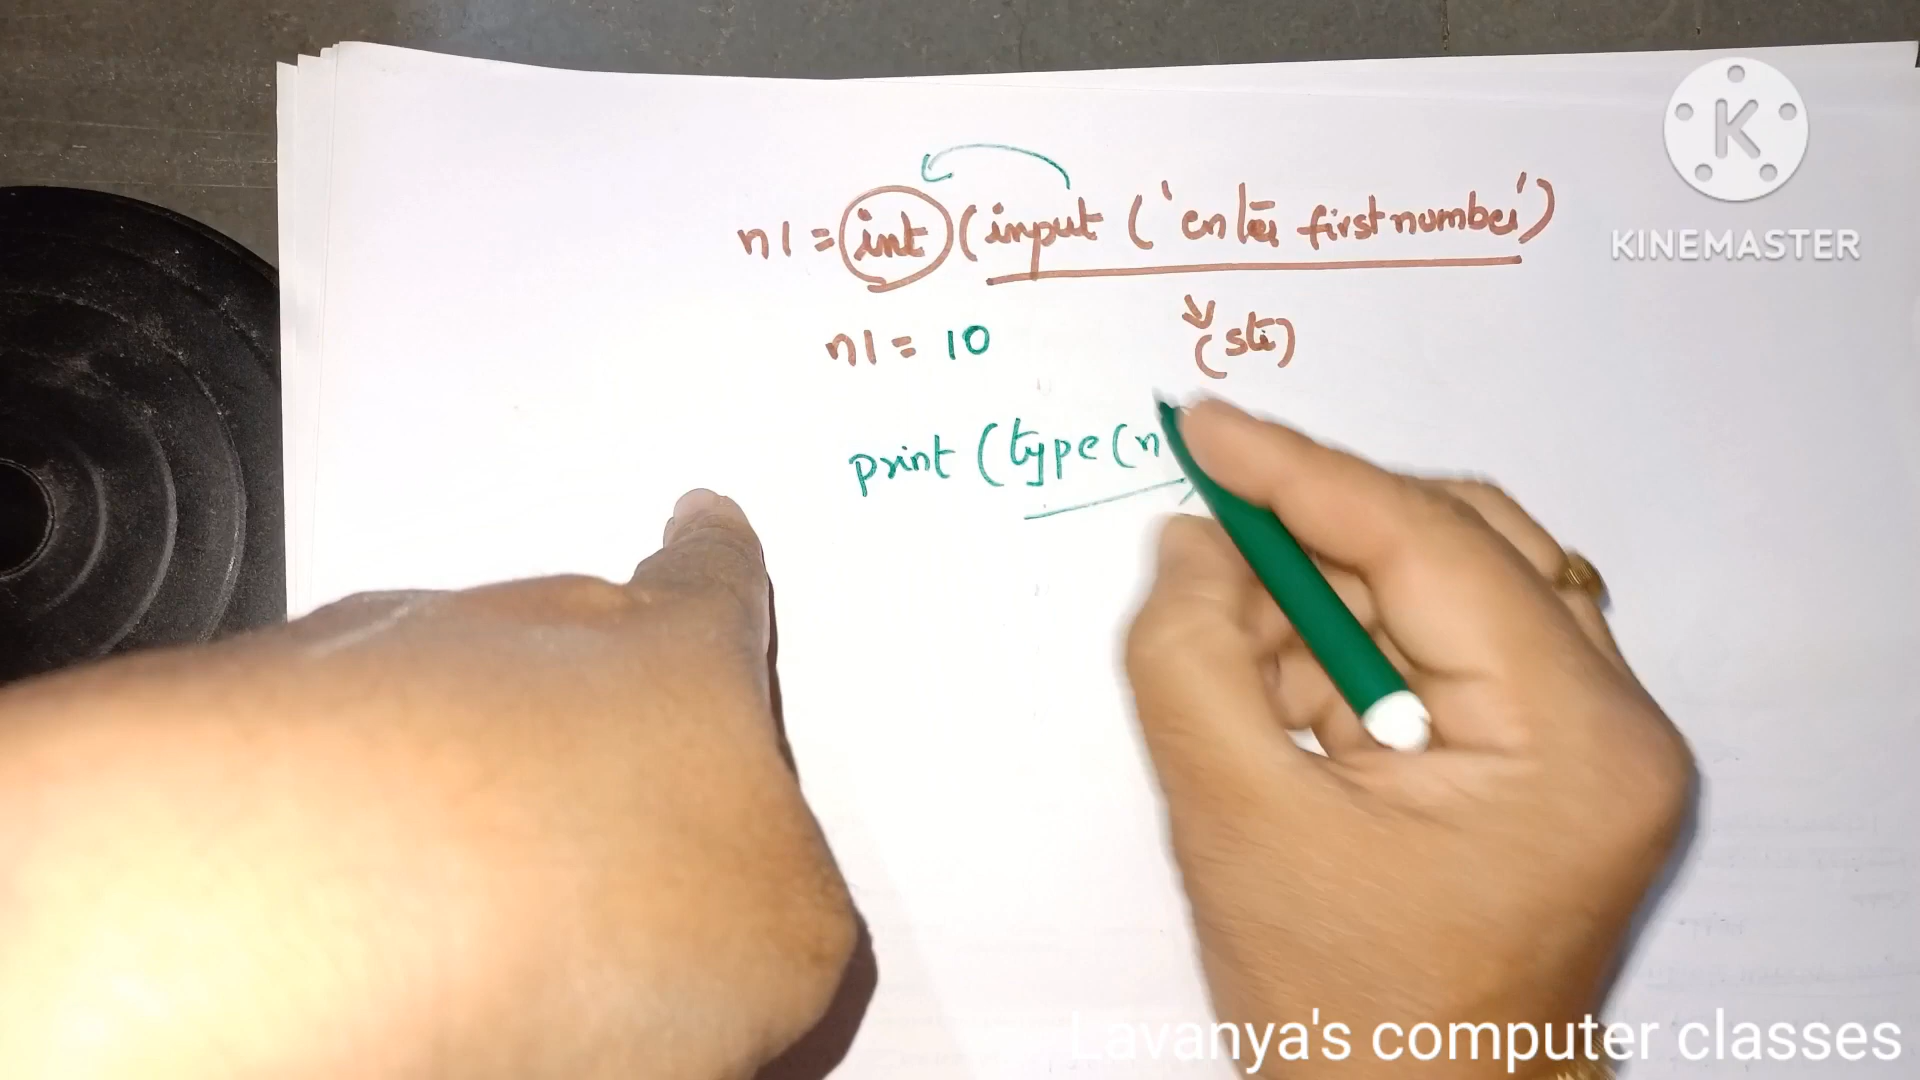 n1 = int (input ('enter first number')
n1 = 10
(str)
print (type (n
K
KINEMASTER
Lavanya's computer classes